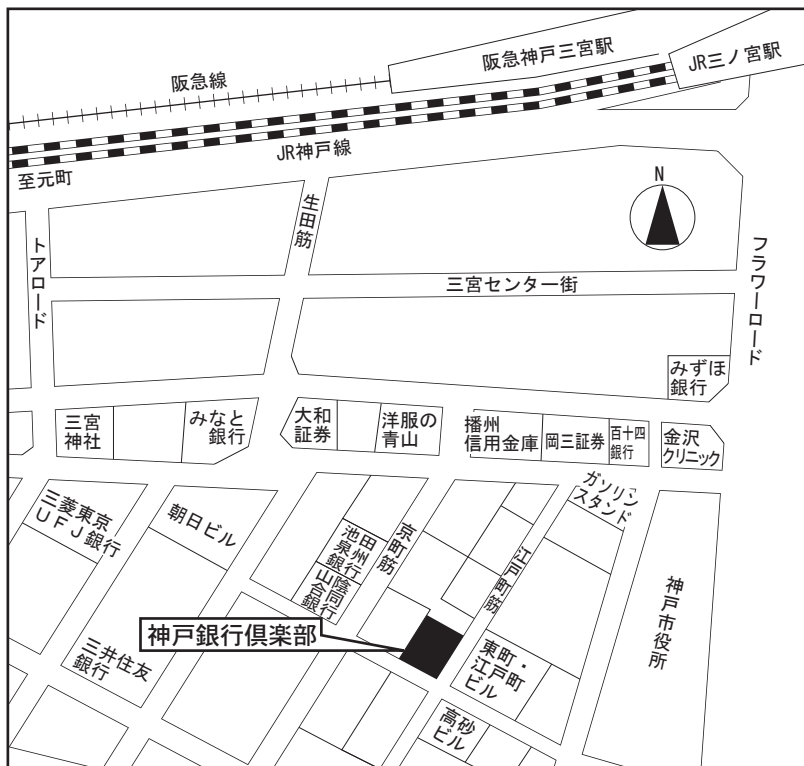 阪急神戸三宮駅
JR三ノ宮駅
阪急線
JR神戸線
至元町
N
生田筋
トアロード
フラワーロード
三宮センター街
みずほ
銀行
三宮
神社
みなと
銀行
大和
証券
洋服の
青山
播州
信用金庫
岡三証券
百十四
銀行
金沢
クリニック
ガソリン
スタンド
三菱東京
UFJ銀行
朝日ビル
池田
泉州
銀行
山陰
合同
銀行
京町筋
江戸町筋
神戸市役所
神戸銀行倶楽部
三井住友
銀行
東町・
江戸町
ビル
高砂
ビル